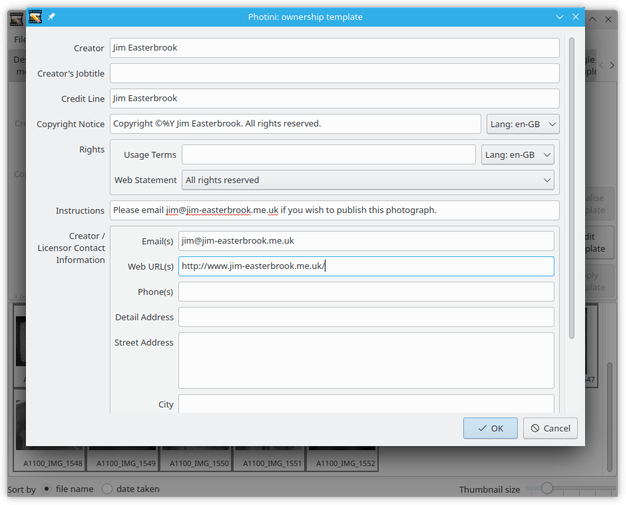 Photini: ownership template
File
Creator Jim Easterbrook
Creator's Jobtitle
Credit Line Jim Easterbrook
Copyright Notice Copyright ©%Y Jim Easterbrook. All rights reserved. Lang: en-GB
Rights Usage Terms Lang: en-GB
Web Statement All rights reserved
Instructions Please email jim@jim-easterbrook.me.uk if you wish to publish this photograph.
Creator /
Licensor Contact
Information
Email(s) jim@jim-easterbrook.me.uk
Web URL(s) http://www.jim-easterbrook.me.uk/
Phone(s)
Detail Address
Street Address
City
OK Cancel
A1100_IMG_1548 A1100_IMG_1549 A1100_IMG_1550 A1100_IMG_1551 A1100_IMG_1552
Sort by file name date taken Thumbnail size